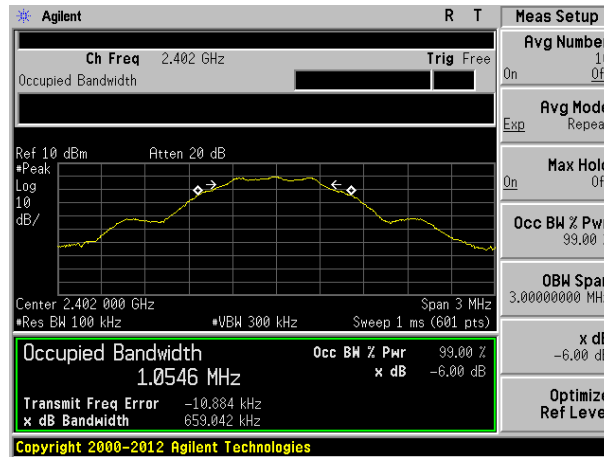 Agilent R T
Ch Freq 2.402 GHz Trig Free
Occupied Bandwidth
Ref 10 dBm Atten 20 dB
#Peak
Log
10
dB/
Center 2.402 000 GHz Span 3 MHz
#Res BW 100 kHz #VBW 300 kHz Sweep 1 ms (601 pts)
Occupied Bandwidth Occ BW % Pwr 99.00 %
1.0546 MHz x dB -6.00 dB
Transmit Freq Error -10.884 kHz
x dB Bandwidth 659.042 kHz
Copyright 2000-2012 Agilent Technologies
Meas Setup
Avg Number
On
Avg Mode
Exp Repea
Max Hold
On
Occ BW % Pwr
99.00
OBW Span
3.00000000 MH
x dB
-6.00 dB
Optimize
Ref Level